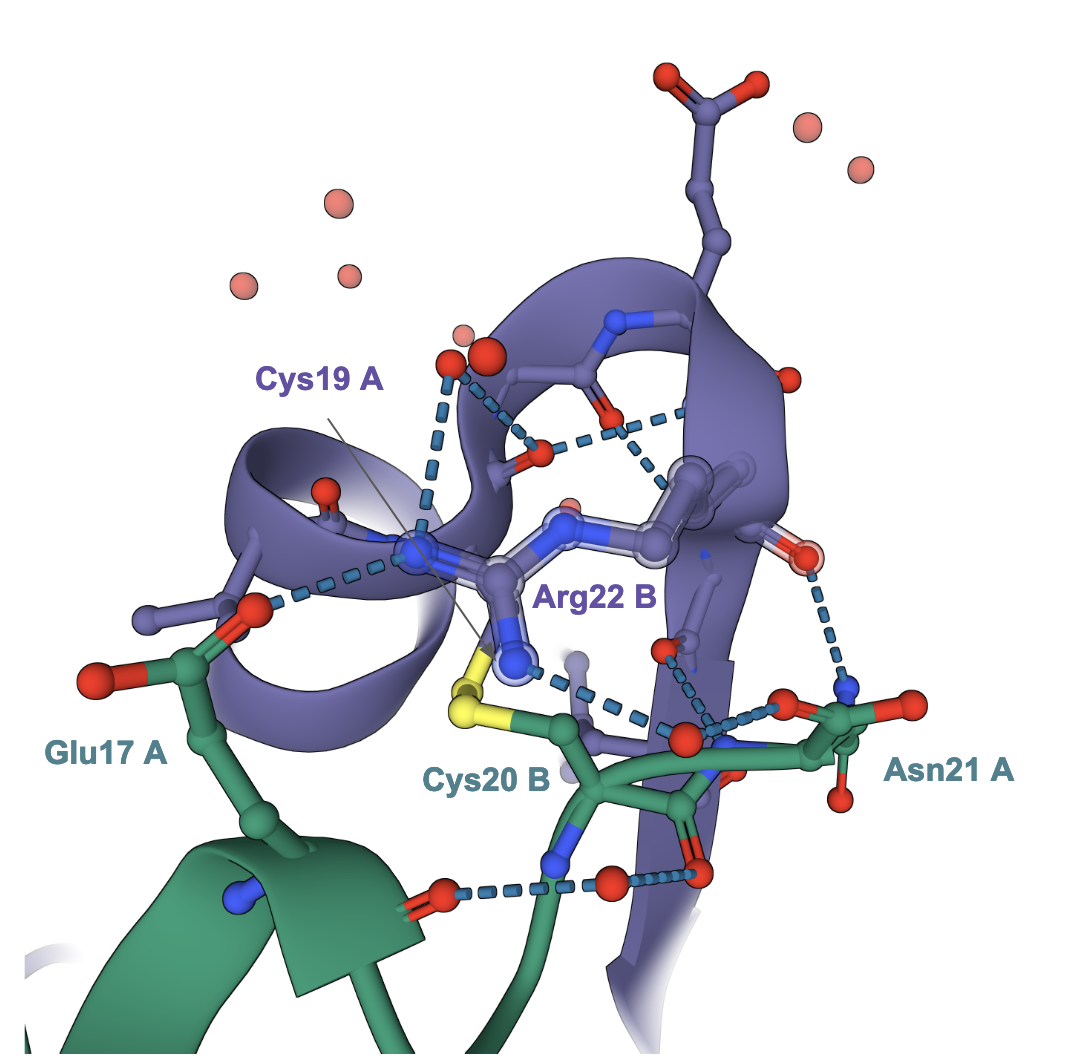 Cys19 A
Arg22 B
Glu17 A
Cys20 B
Asn21 A